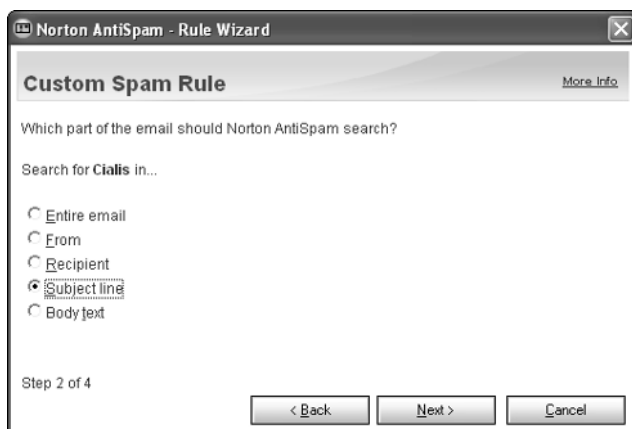 Norton AntiSpam - Rule Wizard
Custom Spam Rule More Info
Which part of the email should Norton AntiSpam search?
Search for Cialis in...
Entire email
From
Recipient
Subject line
Body text
Step 2 of 4
< Back Next > Cancel